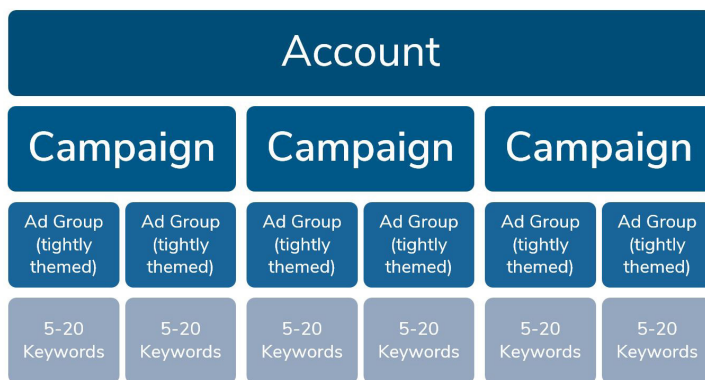 Account
Campaign
Campaign
Campaign
Ad Group
(tightly
themed)
Ad Group
(tightly
themed)
Ad Group
(tightly
themed)
Ad Group
(tightly
themed)
Ad Group
(tightly
themed)
Ad Group
(tightly
themed)
5-20
Keywords
5-20
Keywords
5-20
Keywords
5-20
Keywords
5-20
Keywords
5-20
Keywords